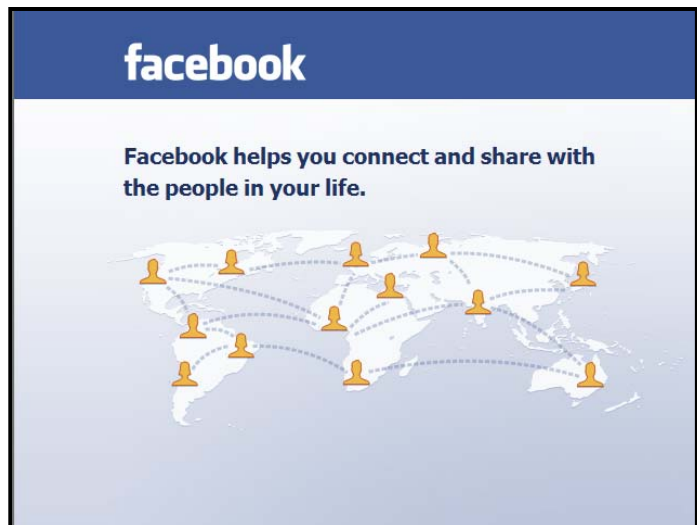 facebook
Facebook helps you connect and share with
the people in your life.